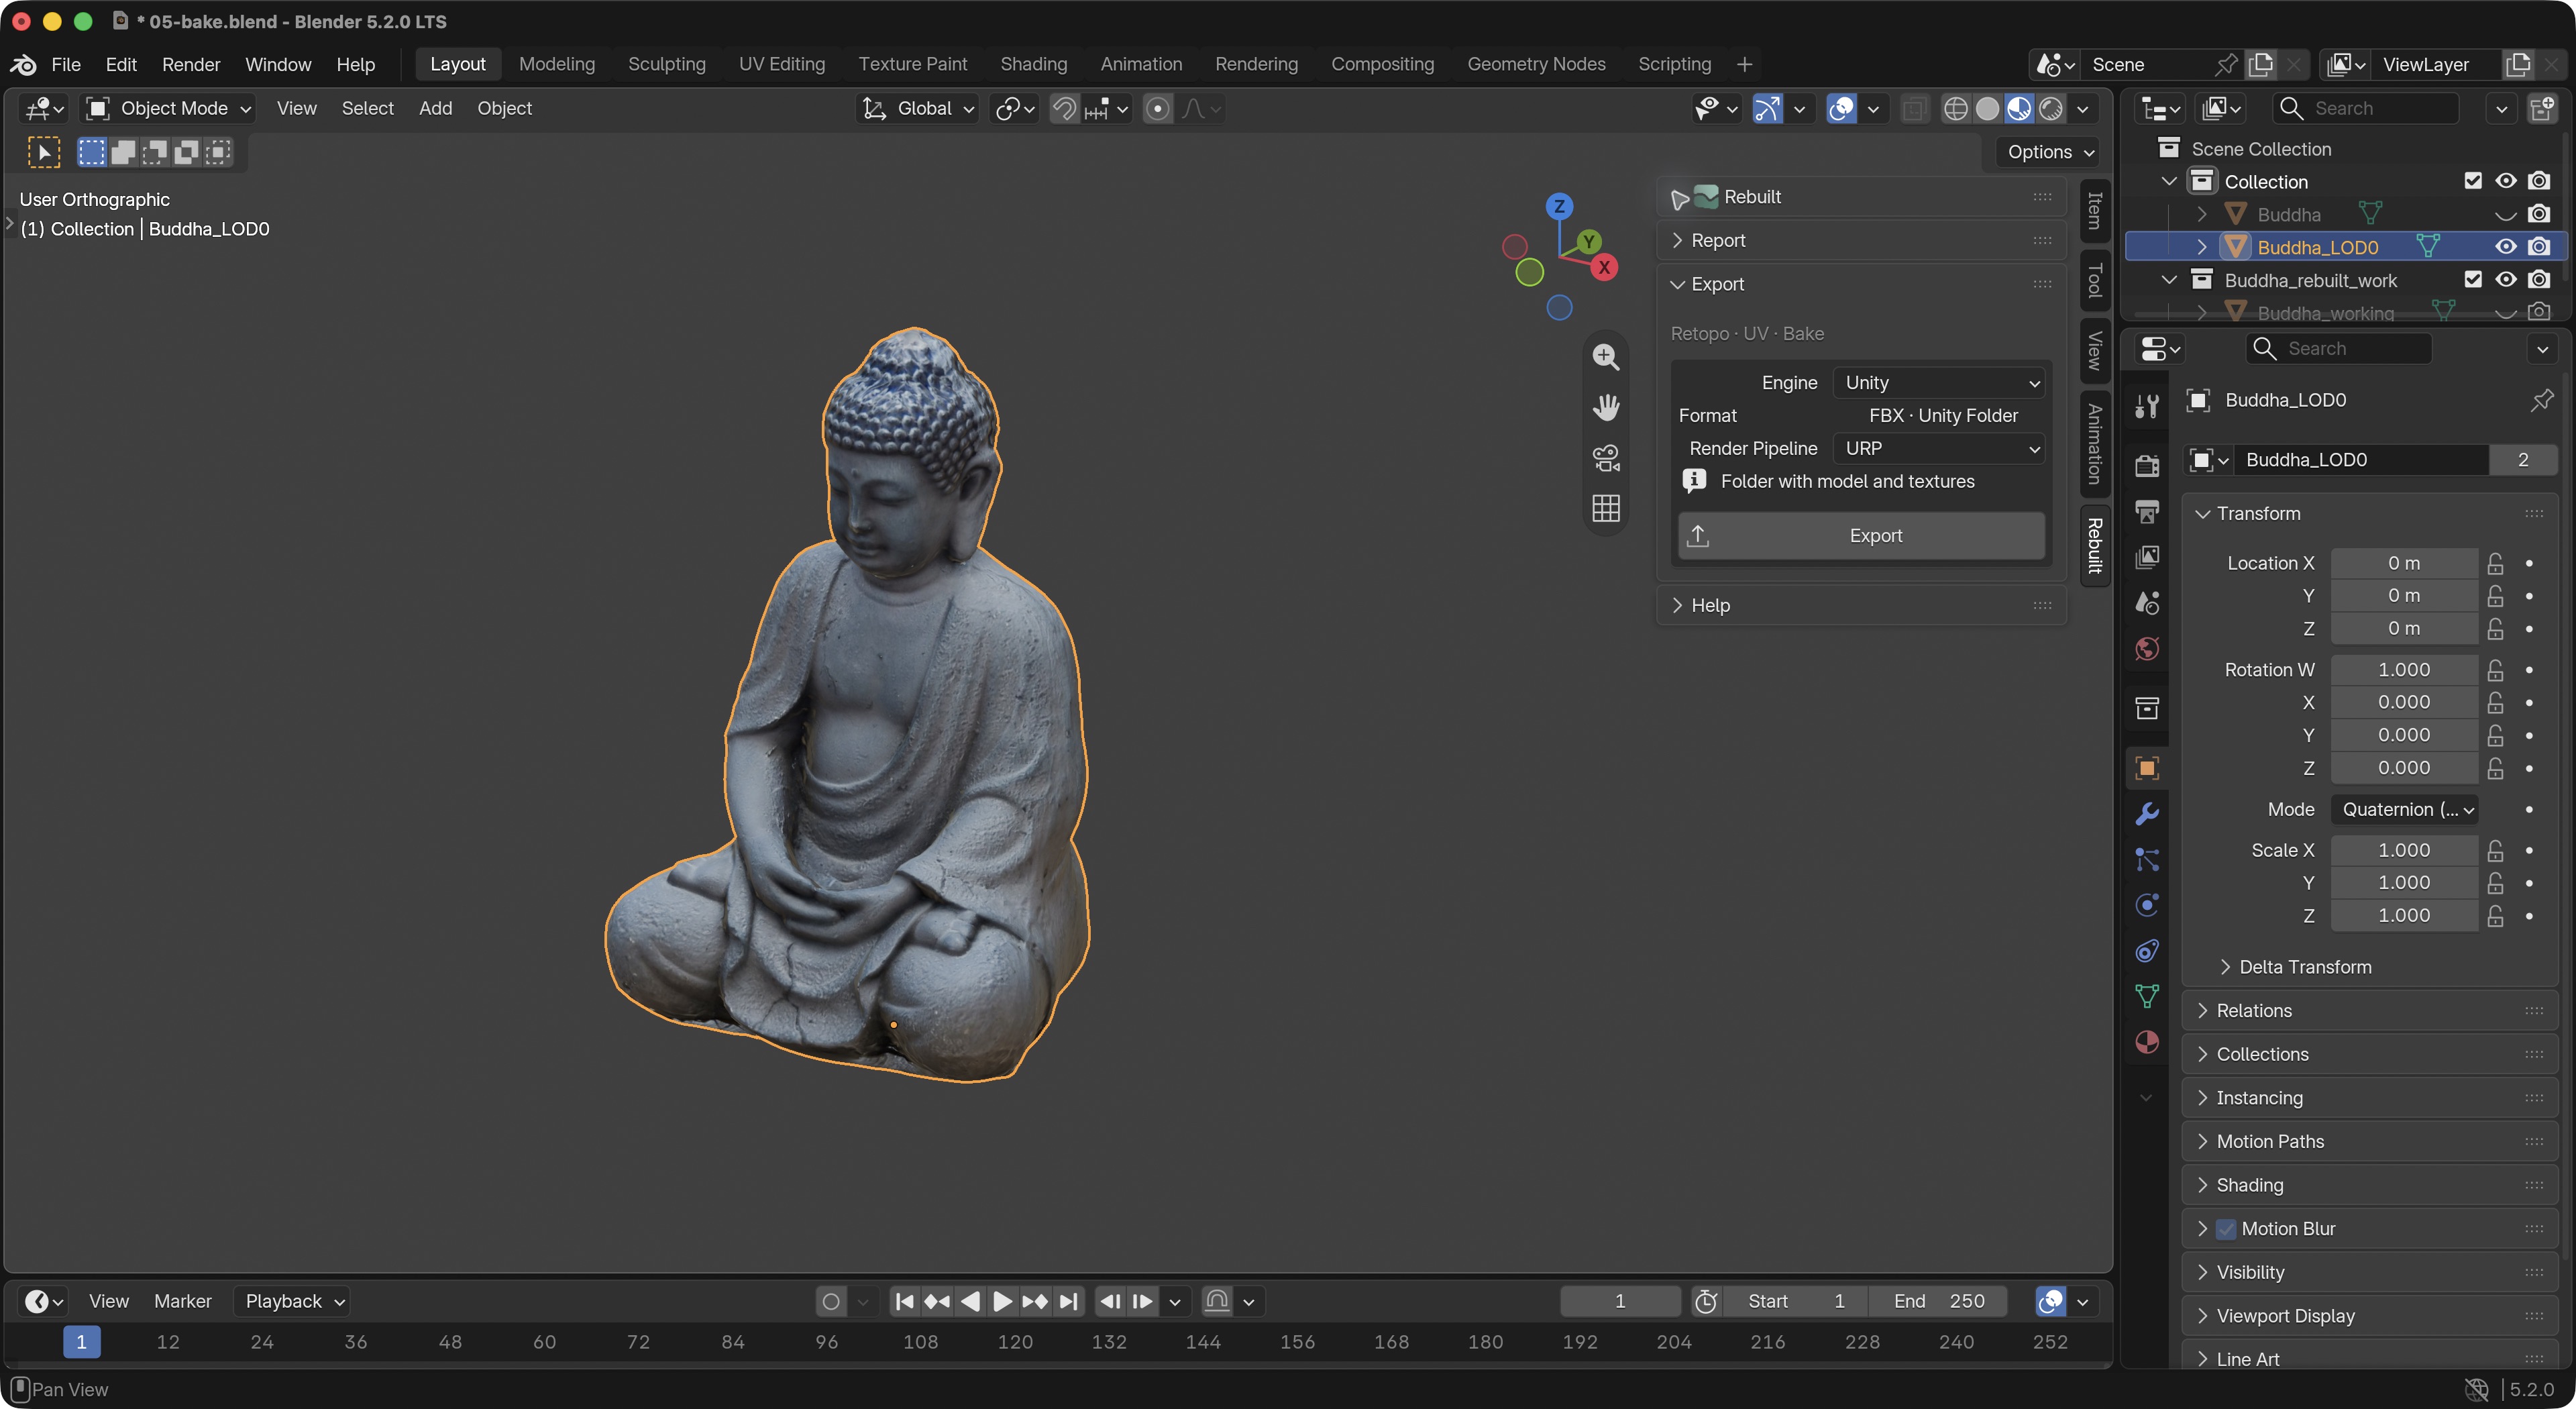 * 05-bake.blend - Blender 5.2.0 LTS
File Edit Render Window Help
Layout Modeling Sculpting UV Editing Texture Paint Shading Animation Rendering Compositing Geometry Nodes Scripting
Scene
ViewLayer
Object Mode View Select Add Object
Global
Options
User Orthographic
(1) Collection | Buddha_LOD0
Z
Y
X
Rebuilt
Report
Export
Retopo · UV · Bake
Engine Unity
Format FBX · Unity Folder
Render Pipeline URP
Folder with model and textures
Export
Help
Item
Tool
View
Animation
Rebuilt
Search
Scene Collection
Collection
Buddha
Buddha_LOD0
Buddha_rebuilt_work
Buddha_working
Search
Buddha_LOD0
Buddha_LOD0 2
Transform
Location X 0 m
Y 0 m
Z 0 m
Rotation W 1.000
X 0.000
Y 0.000
Z 0.000
Mode Quaternion (...
Scale X 1.000
Y 1.000
Z 1.000
Delta Transform
Relations
Collections
Instancing
Motion Paths
Shading
Motion Blur
Visibility
Viewport Display
Line Art
View Marker Playback
1
Start 1
End 250
1 12 24 36 48 60 72 84 96 108 120 132 144 156 168 180 192 204 216 228 240 252
Pan View
5.2.0